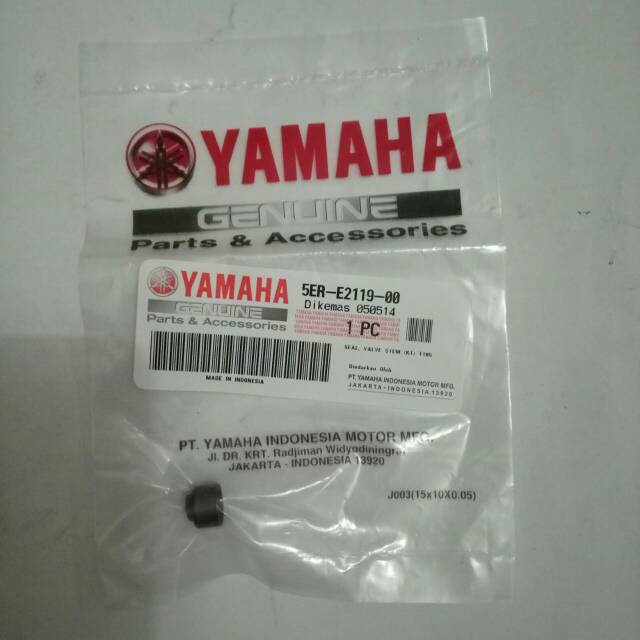 YAMAHA
GENUINE
Parts & Accessories
YAMAHA
GENUINE
Parts & Accessories
5ER-E2119-00
Dikemas 050514
1 PC
SEAL, VALVE STEM (KI) 1TNG
MADE IN INDONESIA
Diedarkan Oleh
PT. YAMAHA INDONESIA MOTOR MFG.
JAKARTA - INDONESIA 13920
PT. YAMAHA INDONESIA MOTOR MFG.
JL. DR. KRT. Radjiman Widyodiningrat
JAKARTA - INDONESIA 13920
J003(15x10X0.05)